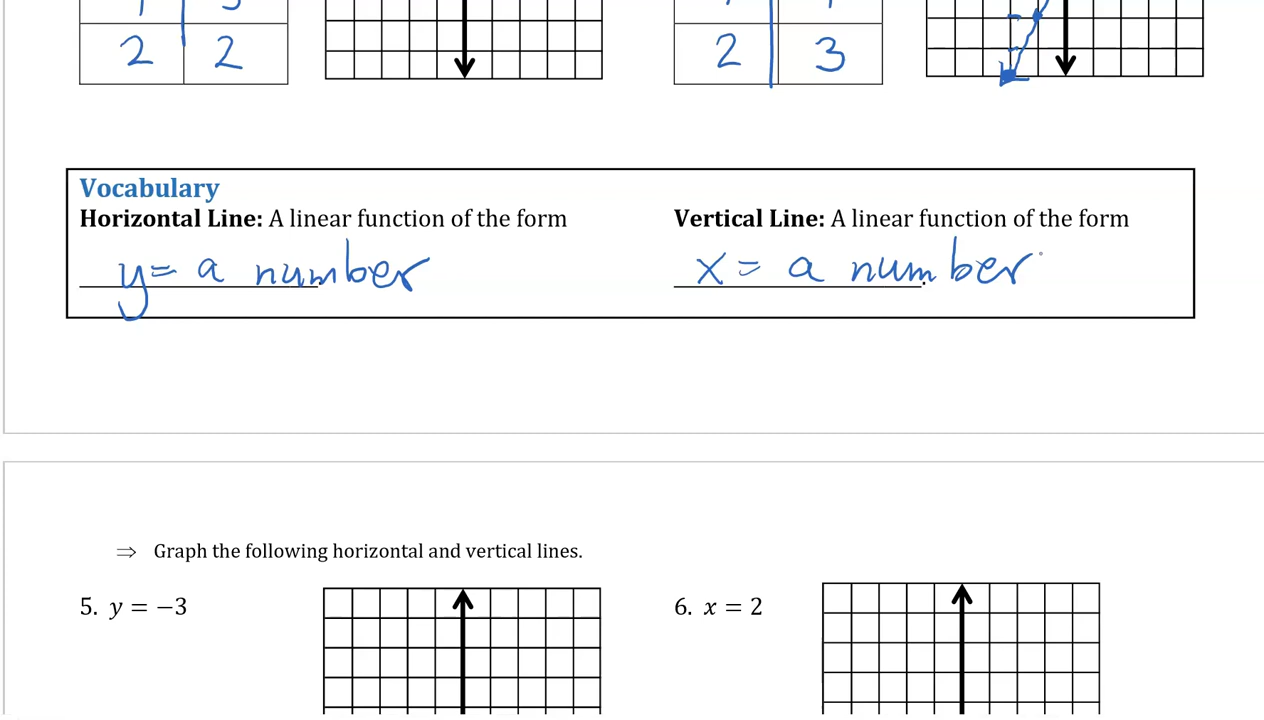 2 2
2 3
Vocabulary
Horizontal Line: A linear function of the form
y= a number.
Vertical Line: A linear function of the form
x = a number.
⇒ Graph the following horizontal and vertical lines.
5. y = −3
6. x = 2